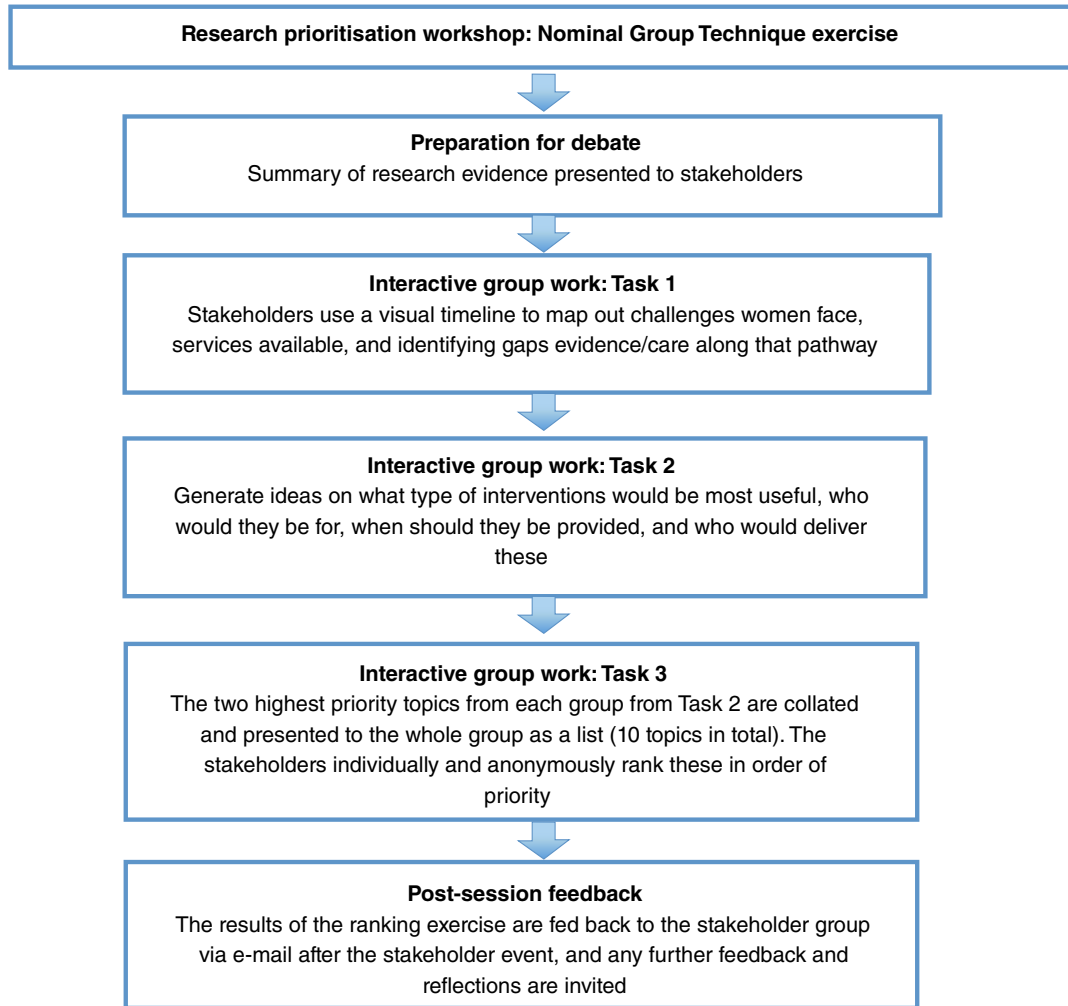 Research prioritisation workshop: Nominal Group Technique exercise
Preparation for debate
Summary of research evidence presented to stakeholders
Interactive group work: Task 1
Stakeholders use a visual timeline to map out challenges women face,
services available, and identifying gaps evidence/care along that pathway
Interactive group work: Task 2
Generate ideas on what type of interventions would be most useful, who
would they be for, when should they be provided, and who would deliver
these
Interactive group work: Task 3
The two highest priority topics from each group from Task 2 are collated
and presented to the whole group as a list (10 topics in total). The
stakeholders individually and anonymously rank these in order of
priority
Post-session feedback
The results of the ranking exercise are fed back to the stakeholder group
via e-mail after the stakeholder event, and any further feedback and
reflections are invited